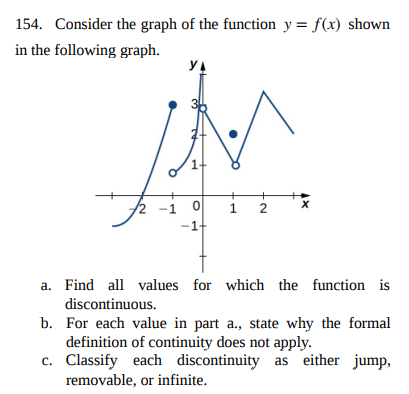 154. Consider the graph of the function y = f(x) shown
in the following graph.
y
3
2
1
−2 −1 0 1 2 x
−1
a. Find all values for which the function is
discontinuous.
b. For each value in part a., state why the formal
definition of continuity does not apply.
c. Classify each discontinuity as either jump,
removable, or infinite.